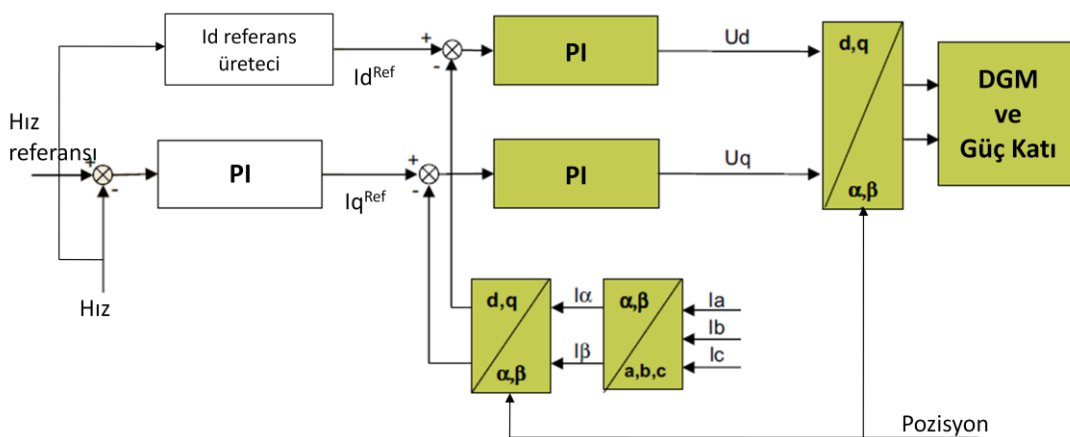 Id referans
üreteci
Id^Ref
+
-
PI
Ud
d,q
α,β
DGM
ve
Güç Katı
Hız
referansı
+
-
PI
Iq^Ref
+
-
PI
Uq
Hız
d,q
α,β
Iα
Iβ
α,β
a,b,c
Ia
Ib
Ic
Pozisyon